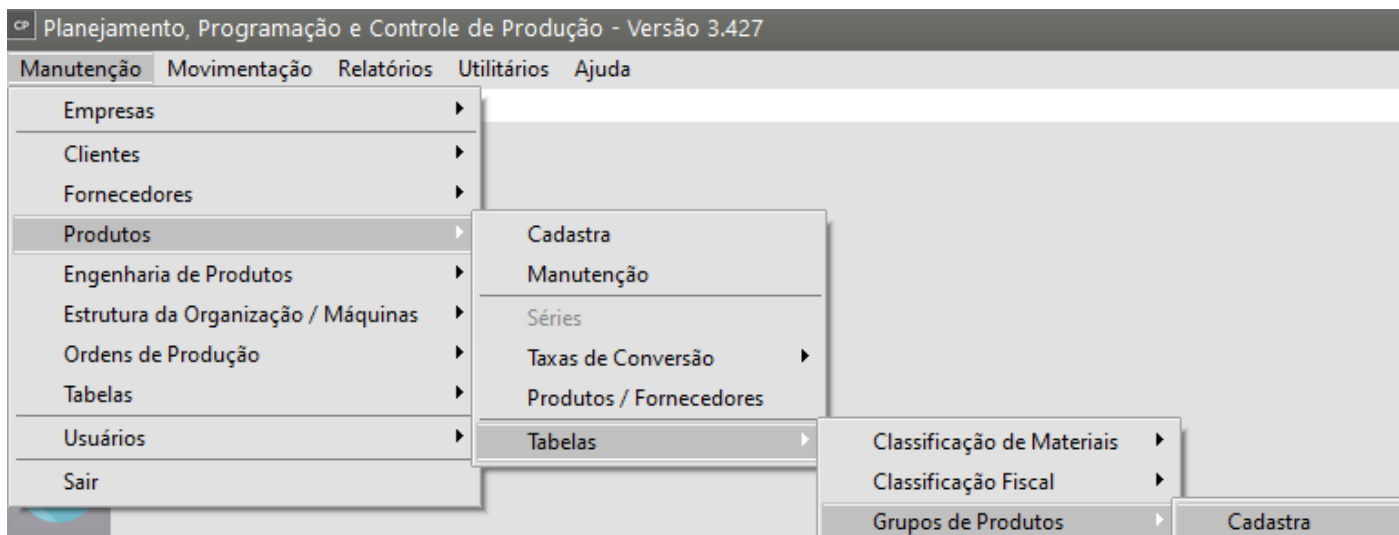 CP Planejamento, Programação e Controle de Produção - Versão 3.427
Manutenção Movimentação Relatórios Utilitários Ajuda
Empresas
Clientes
Fornecedores
Produtos
Engenharia de Produtos
Estrutura da Organização / Máquinas
Ordens de Produção
Tabelas
Usuários
Sair
Cadastra
Manutenção
Séries
Taxas de Conversão
Produtos / Fornecedores
Tabelas
Classificação de Materiais
Classificação Fiscal
Grupos de Produtos
Cadastra